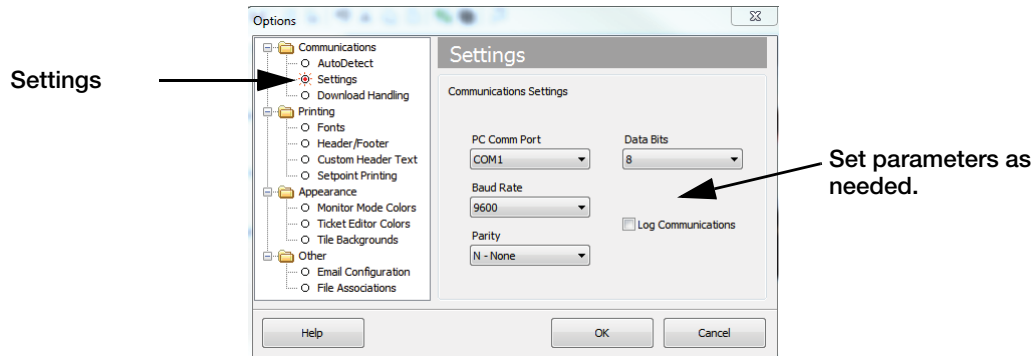 Options
Communications
AutoDetect
Settings
Download Handling
Printing
Fonts
Header/Footer
Custom Header Text
Setpoint Printing
Appearance
Monitor Mode Colors
Ticket Editor Colors
Tile Backgrounds
Other
Email Configuration
File Associations
Settings
Settings
Communications Settings
PC Comm Port
COM1
Data Bits
8
Baud Rate
9600
Log Communications
Parity
N - None
Set parameters as
needed.
Help
OK
Cancel